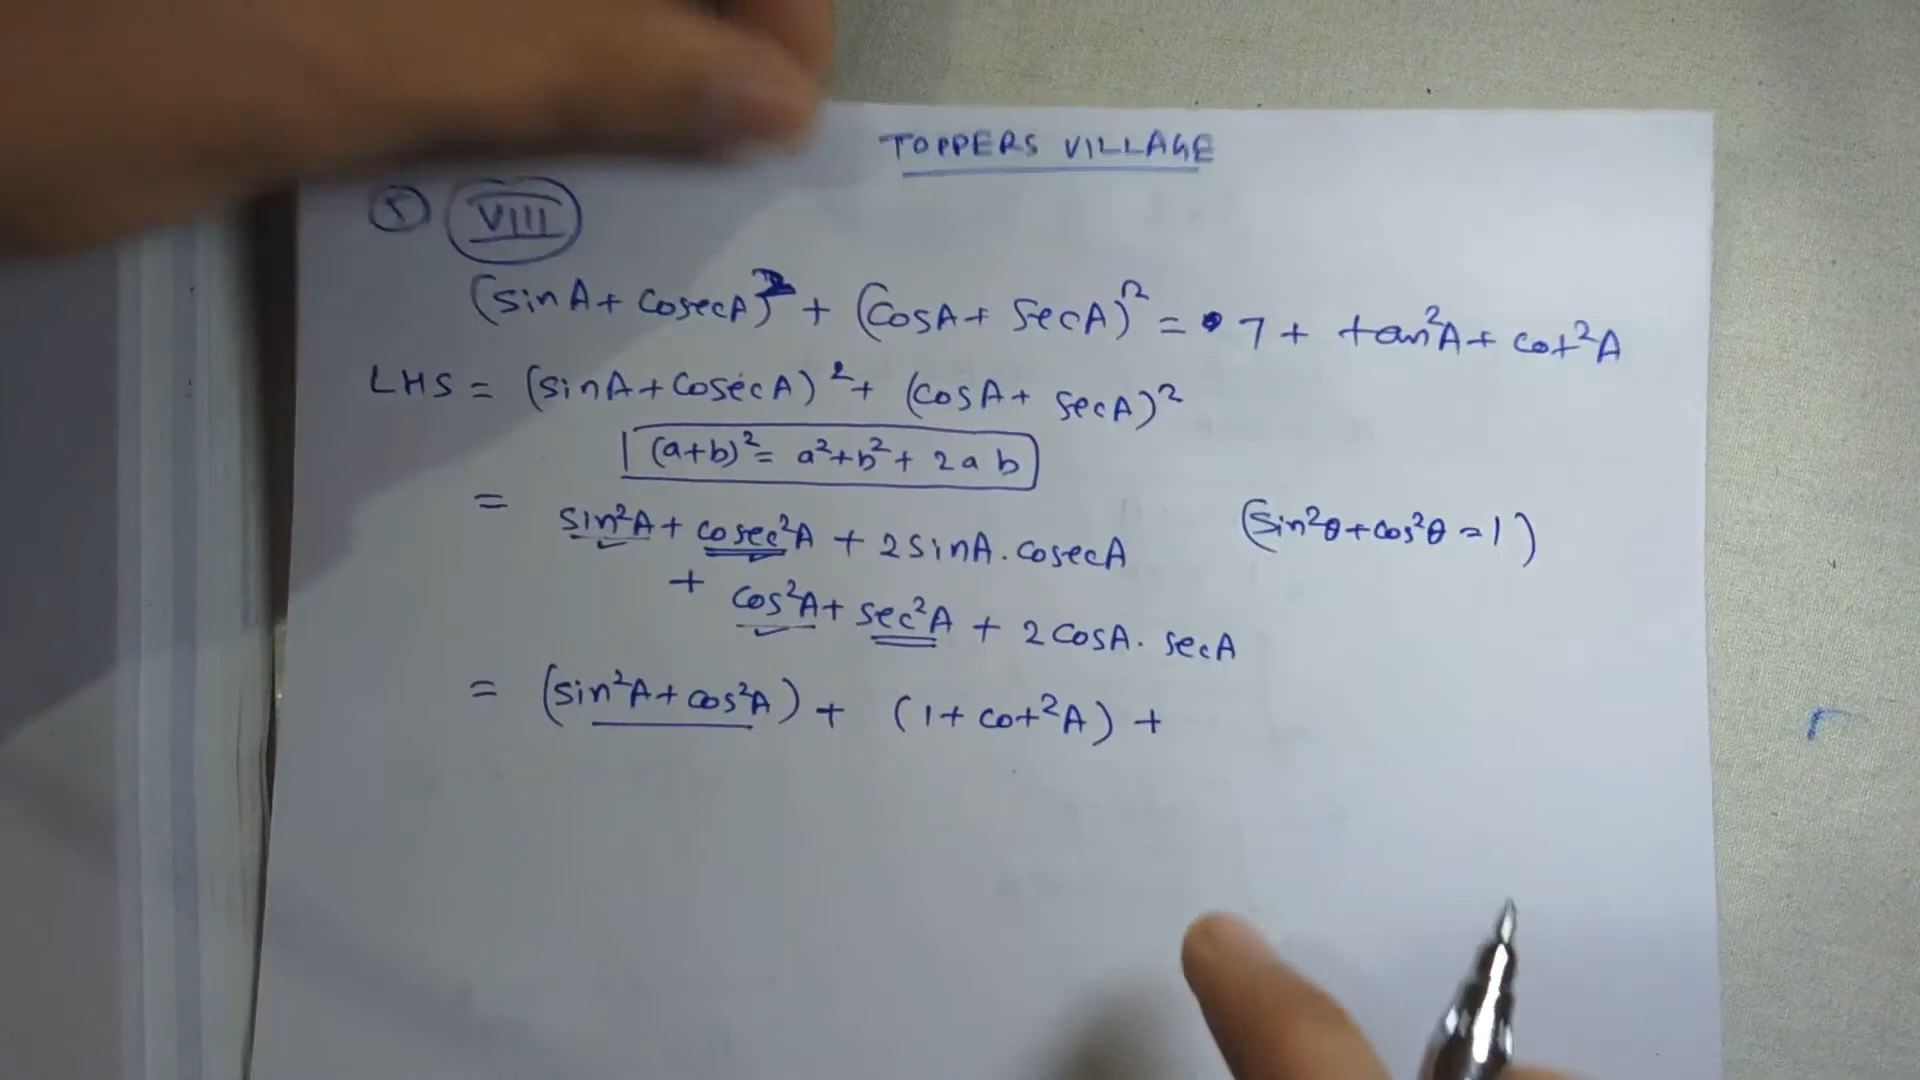 TOPPERS VILLAGE
5 VIII
(sinA + cosecA)² + (cosA + secA)² = 7 + tan²A + cot²A
LHS = (sinA + cosecA)² + (cosA + secA)²
(a+b)² = a² + b² + 2ab
= sin²A + cosec²A + 2sinA.cosecA (sin²θ + cos²θ = 1)
+ cos²A + sec²A + 2cosA.secA
= (sin²A + cos²A) + (1 + cot²A) +